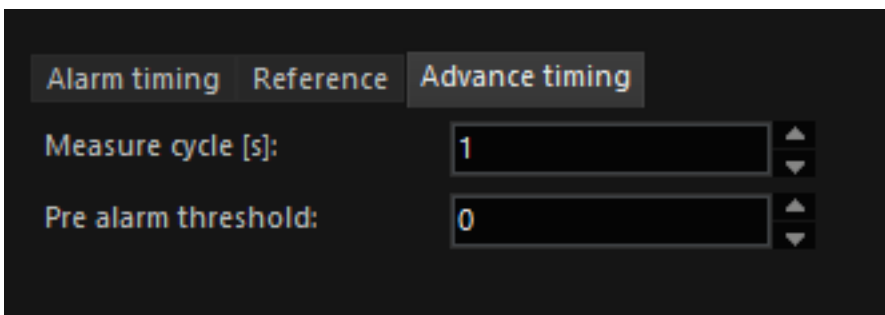 Alarm timing Reference Advance timing
Measure cycle [s]: 1
Pre alarm threshold: 0